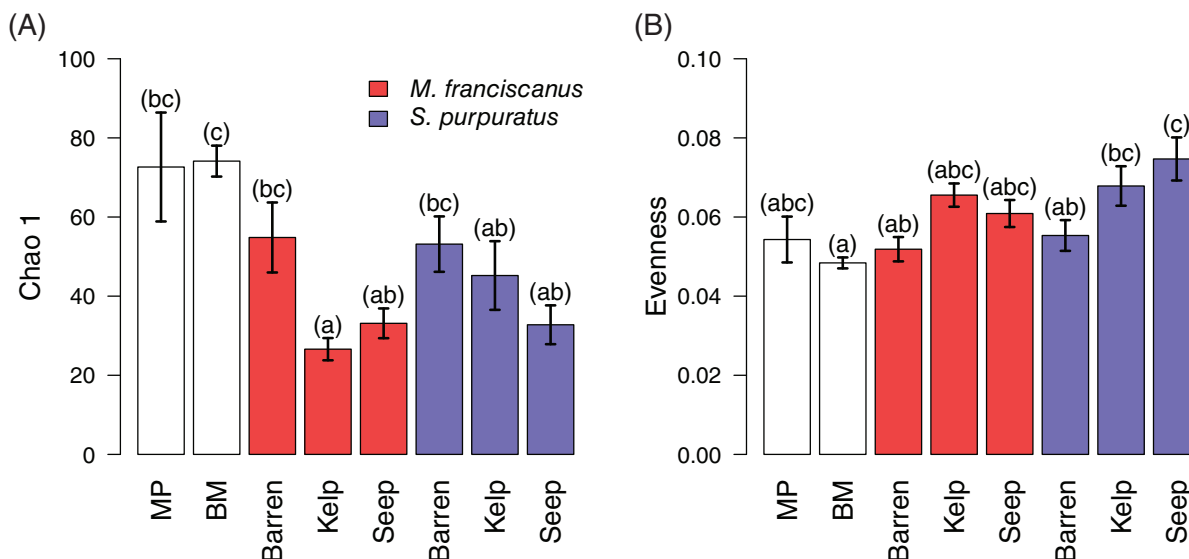 (A)
Chao 1
100
80
60
40
20
0
(bc)
(c)
(bc)
(a)
(ab)
(bc)
(ab)
(ab)
M. franciscanus
S. purpuratus
MP
BM
Barren
Kelp
Seep
Barren
Kelp
Seep
(B)
Evenness
0.10
0.08
0.06
0.04
0.02
0.00
(abc)
(a)
(ab)
(abc)
(abc)
(ab)
(bc)
(c)
MP
BM
Barren
Kelp
Seep
Barren
Kelp
Seep